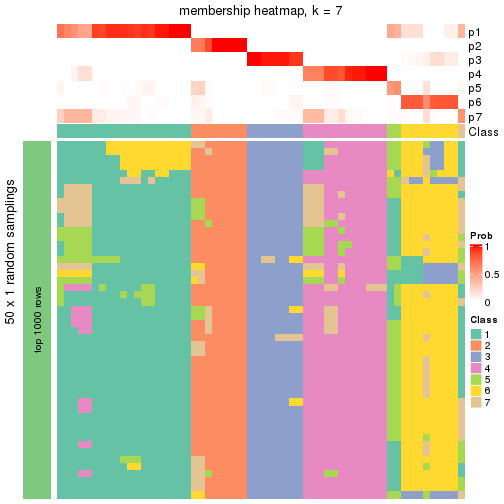 membership heatmap, k = 7
p1
p2
p3
p4
p5
p6
p7
Class
50 x 1 random samplings
top 1000 rows
Prob
1
0.5
0
Class
1
2
3
4
5
6
7